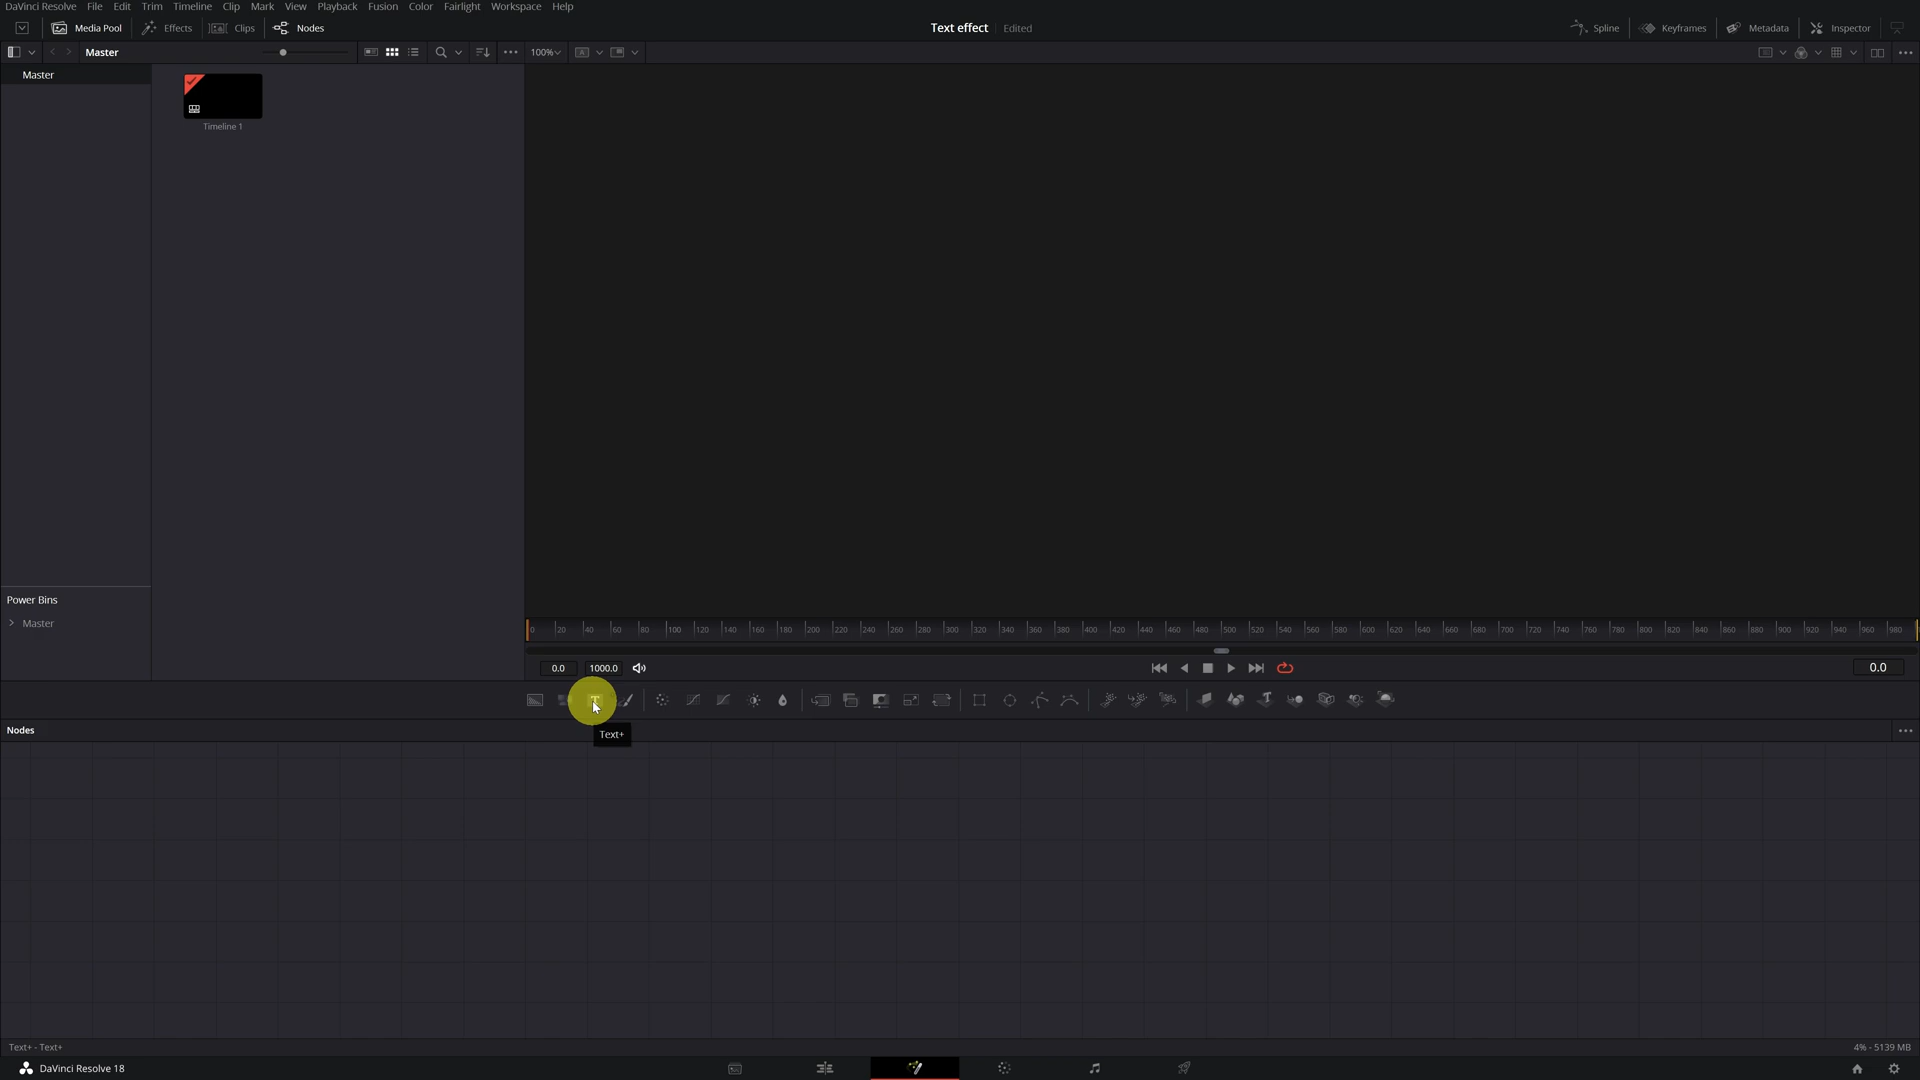 DaVinci Resolve File Edit Trim Timeline Clip Mark View Playback Fusion Color Fairlight Workspace Help
Media Pool Effects Clips Nodes Text effect Edited Spline Keyframes Metadata Inspector
Master 100%
Master
Timeline 1
Power Bins
Master
0 20 40 60 80 100 120 140 160 180 200 220 240 260 280 300 320 340 360 380 400 420 440 460 480 500 520 540 560 580 600 620 640 660 680 700 720 740 760 780 800 820 840 860 880 900 920 940 960 980
0.0 1000.0 0.0
Text+
Nodes
Text+ - Text+ 4% - 5139 MB
DaVinci Resolve 18